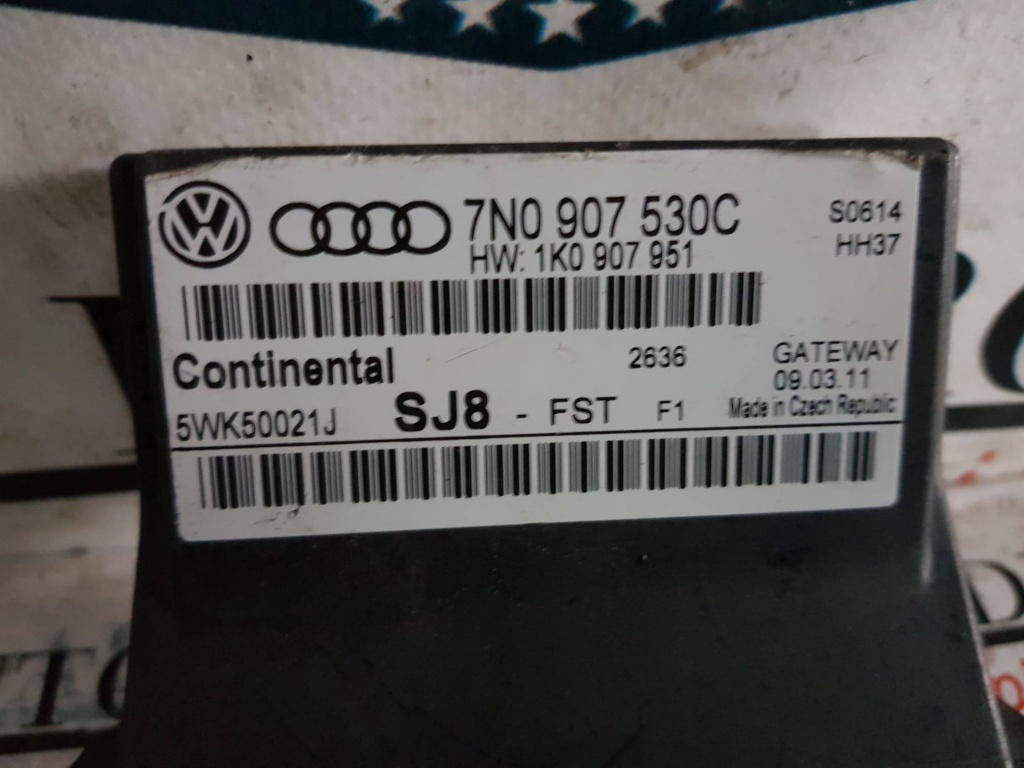 7N0 907 530C
HW: 1K0 907 951
S0614
HH37
Continental
2636
GATEWAY
09.03.11
5WK50021J
SJ8 - FST F1
Made in Czech Republic